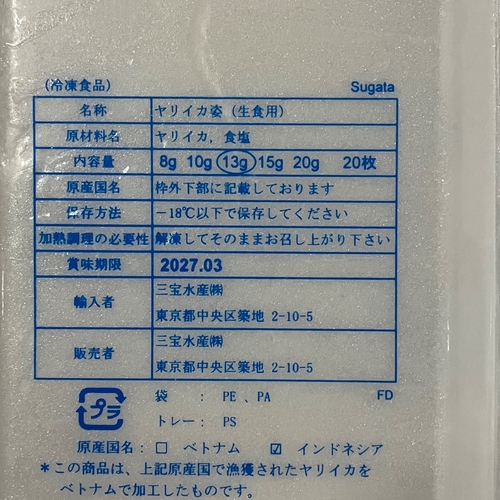 (冷凍食品) Sugata
名称 ヤリイカ姿(生食用)
原材料名 ヤリイカ, 食塩
内容量 8g 10g 13g 15g 20g 20枚
原産国名 枠外下部に記載しております
保存方法 -18℃以下で保存してください
加熱調理の必要性 解凍してそのままお召し上がり下さい
賞味期限 2027.03
輸入者 三宝水産㈱
東京都中央区築地 2-10-5
販売者 三宝水産㈱
東京都中央区築地 2-10-5
プラ 袋 : PE 、PA FD
トレー: PS
原産国名: ☐ ベトナム ☑ インドネシア
*この商品は、上記原産国で漁獲されたヤリイカを
ベトナムで加工したものです。